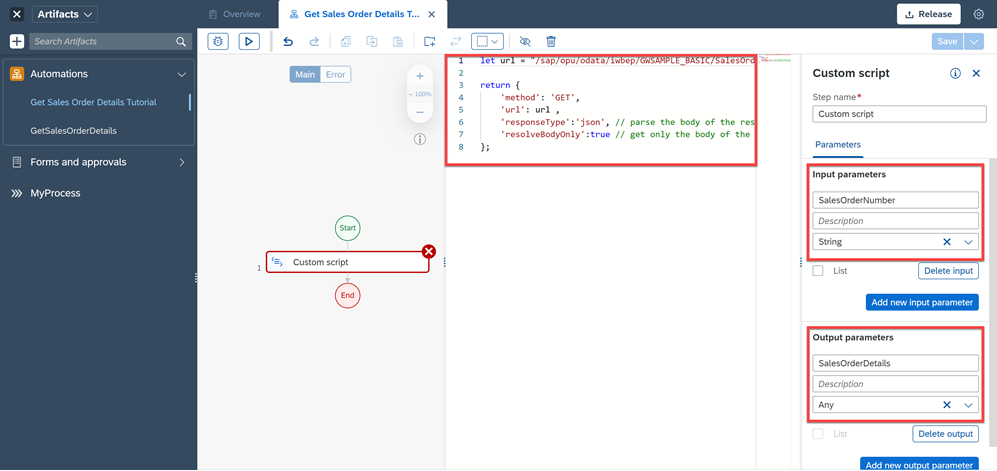 Artifacts
Overview
Get Sales Order Details T...
Release
Search Artifacts
Save
Automations
Get Sales Order Details Tutorial
GetSalesOrderDetails
Forms and approvals
MyProcess
Main Error
100%
Start
1 Custom script
End
1 let url = "/sap/opu/odata/iwbep/GWSAMPLE_BASIC/SalesOrd
2
3 return {
4 'method': 'GET',
5 'url': url ,
6 'responseType':'json', // parse the body of the res
7 'resolveBodyOnly':true // get only the body of the
8 };
Custom script
Step name*
Custom script
Parameters
Input parameters
SalesOrderNumber
Description
String
List Delete input
Add new input parameter
Output parameters
SalesOrderDetails
Description
Any
List Delete output
Add new output parameter